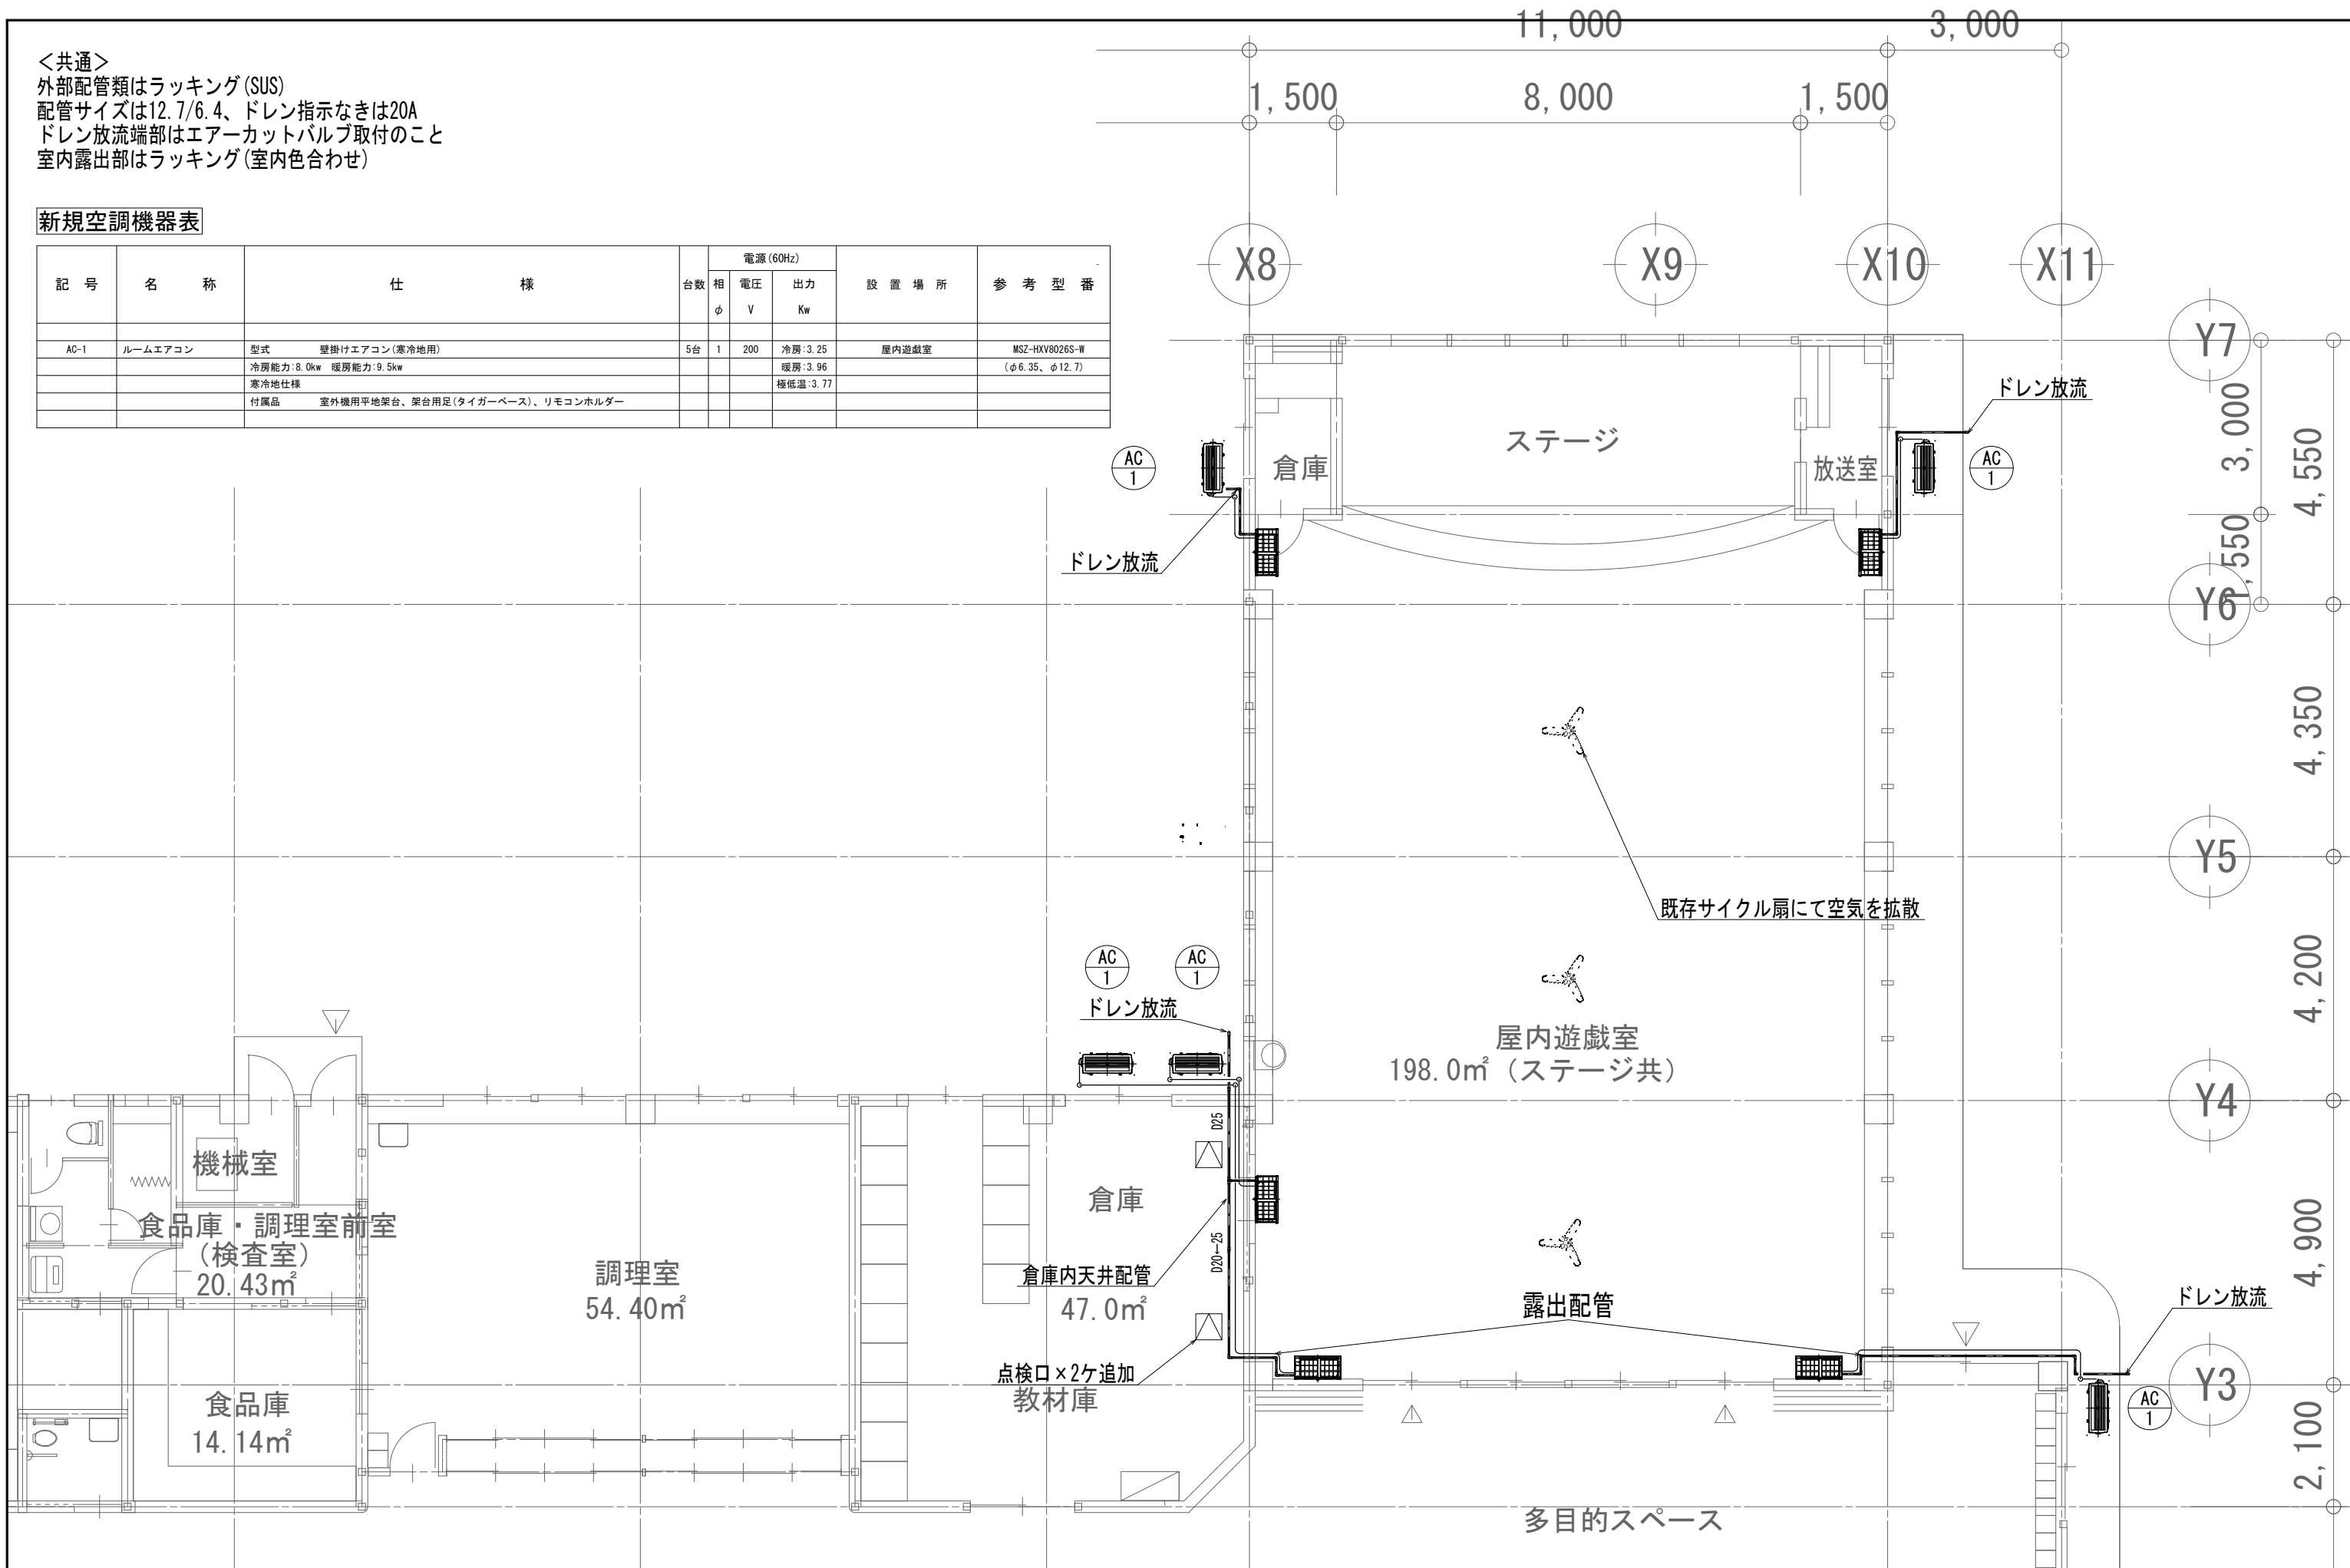 11,000
3,000
1,500
8,000
1,500
<共通>
外部配管類はラッキング(SUS)
配管サイズは12.7/6.4、ドレン指示なきは20A
ドレン放流端部はエアーカットバルブ取付のこと
室内露出部はラッキング(室内色合わせ)
新規空調機器表
記号 名称 仕様 台数 電源(60Hz) 設置場所 参考型番
相 電圧 出力
φ V Kw
AC-1 ルームエアコン 型式 壁掛けエアコン(寒冷地用) 5台 1 200 冷房:3.25 屋内遊戯室 MSZ-HXV8026S-W
冷房能力:8.0kw 暖房能力:9.5kw 暖房:3.96 (φ6.35、φ12.7)
寒冷地仕様 極低温:3.77
付属品 室外機用平地架台、架台用足(タイガーベース)、リモコンホルダー
X8
X9
X10
X11
Y7
ドレン放流
3,000
4,550
AC
1
倉庫
ステージ
放送室
AC
1
ドレン放流
1,550
Y6
4,350
既存サイクル扇にて空気を拡散
Y5
AC
1
AC
1
ドレン放流
4,200
屋内遊戯室
198.0㎡(ステージ共)
Y4
D25
機械室
倉庫
食品庫・調理室前室
(検査室)
20.43㎡
調理室
54.40㎡
D20←25
倉庫内天井配管
47.0㎡
露出配管
4,900
ドレン放流
点検口×2ケ追加
教材庫
Y3
AC
1
食品庫
14.14㎡
2,100
多目的スペース